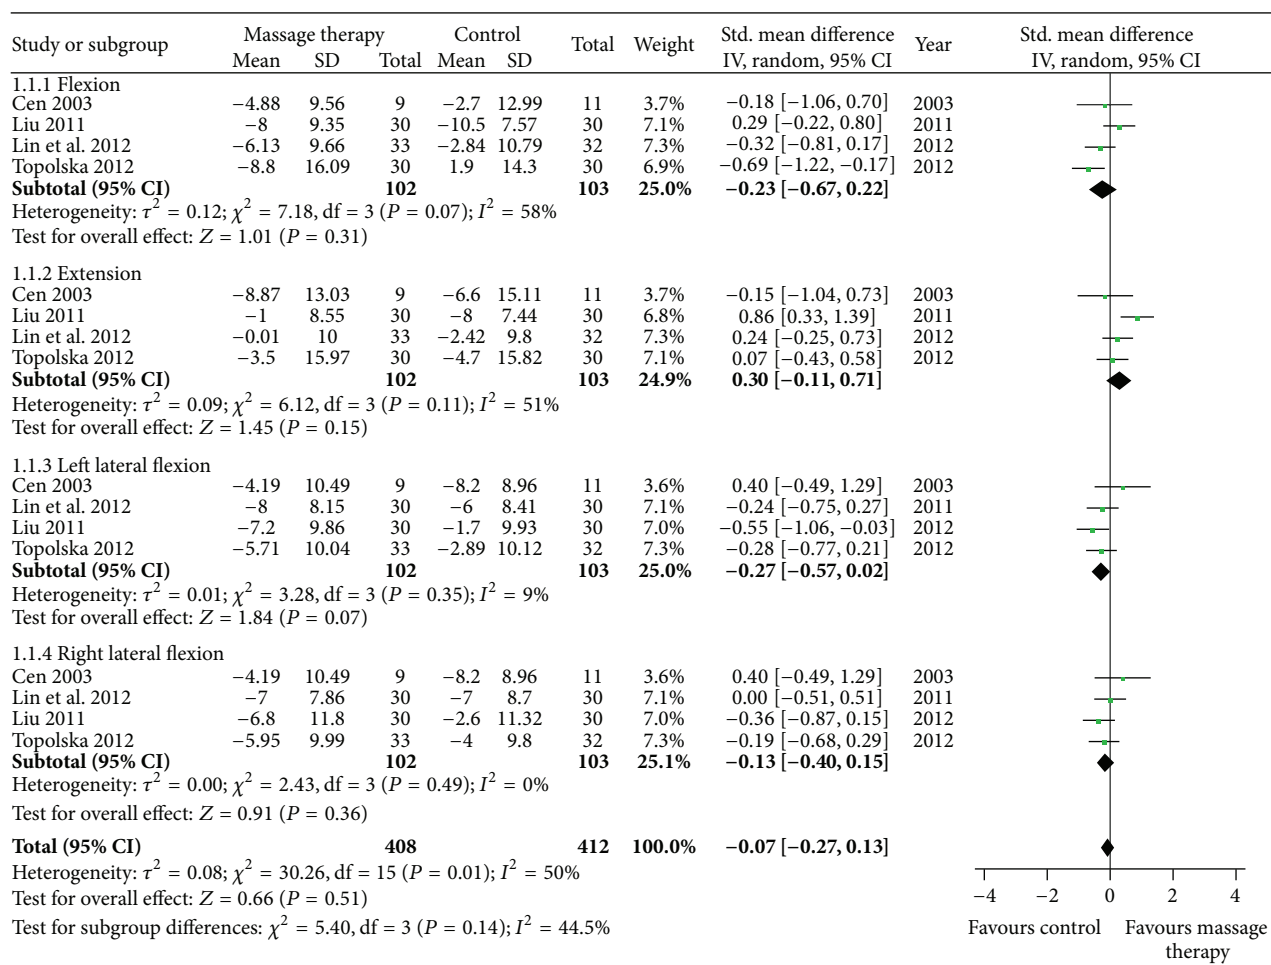 Study or subgroup Massage therapy Control Total Weight Std. mean difference Year Std. mean difference
Mean SD Total Mean SD IV, random, 95% CI IV, random, 95% CI
1.1.1 Flexion
Cen 2003 −4.88 9.56 9 −2.7 12.99 11 3.7% −0.18 [−1.06, 0.70] 2003
Liu 2011 −8 9.35 30 −10.5 7.57 30 7.1% 0.29 [−0.22, 0.80] 2011
Lin et al. 2012 −6.13 9.66 33 −2.84 10.79 32 7.3% −0.32 [−0.81, 0.17] 2012
Topolska 2012 −8.8 16.09 30 1.9 14.3 30 6.9% −0.69 [−1.22, −0.17] 2012
Subtotal (95% CI) 102 103 25.0% −0.23 [−0.67, 0.22]
Heterogeneity: τ² = 0.12; χ² = 7.18, df = 3 (P = 0.07); I² = 58%
Test for overall effect: Z = 1.01 (P = 0.31)
1.1.2 Extension
Cen 2003 −8.87 13.03 9 −6.6 15.11 11 3.7% −0.15 [−1.04, 0.73] 2003
Liu 2011 −1 8.55 30 −8 7.44 30 6.8% 0.86 [0.33, 1.39] 2011
Lin et al. 2012 −0.01 10 33 −2.42 9.8 32 7.3% 0.24 [−0.25, 0.73] 2012
Topolska 2012 −3.5 15.97 30 −4.7 15.82 30 7.1% 0.07 [−0.43, 0.58] 2012
Subtotal (95% CI) 102 103 24.9% 0.30 [−0.11, 0.71]
Heterogeneity: τ² = 0.09; χ² = 6.12, df = 3 (P = 0.11); I² = 51%
Test for overall effect: Z = 1.45 (P = 0.15)
1.1.3 Left lateral flexion
Cen 2003 −4.19 10.49 9 −8.2 8.96 11 3.6% 0.40 [−0.49, 1.29] 2003
Lin et al. 2012 −8 8.15 30 −6 8.41 30 7.1% −0.24 [−0.75, 0.27] 2011
Liu 2011 −7.2 9.86 30 −1.7 9.93 30 7.0% −0.55 [−1.06, −0.03] 2012
Topolska 2012 −5.71 10.04 33 −2.89 10.12 32 7.3% −0.28 [−0.77, 0.21] 2012
Subtotal (95% CI) 102 103 25.0% −0.27 [−0.57, 0.02]
Heterogeneity: τ² = 0.01; χ² = 3.28, df = 3 (P = 0.35); I² = 9%
Test for overall effect: Z = 1.84 (P = 0.07)
1.1.4 Right lateral flexion
Cen 2003 −4.19 10.49 9 −8.2 8.96 11 3.6% 0.40 [−0.49, 1.29] 2003
Lin et al. 2012 −7 7.86 30 −7 8.7 30 7.1% 0.00 [−0.51, 0.51] 2011
Liu 2011 −6.8 11.8 30 −2.6 11.32 30 7.0% −0.36 [−0.87, 0.15] 2012
Topolska 2012 −5.95 9.99 33 −4 9.8 32 7.3% −0.19 [−0.68, 0.29] 2012
Subtotal (95% CI) 102 103 25.1% −0.13 [−0.40, 0.15]
Heterogeneity: τ² = 0.00; χ² = 2.43, df = 3 (P = 0.49); I² = 0%
Test for overall effect: Z = 0.91 (P = 0.36)
Total (95% CI) 408 412 100.0% −0.07 [−0.27, 0.13]
Heterogeneity: τ² = 0.08; χ² = 30.26, df = 15 (P = 0.01); I² = 50%
Test for overall effect: Z = 0.66 (P = 0.51)
Test for subgroup differences: χ² = 5.40, df = 3 (P = 0.14); I² = 44.5%
−4 −2 0 2 4
Favours control Favours massage
therapy